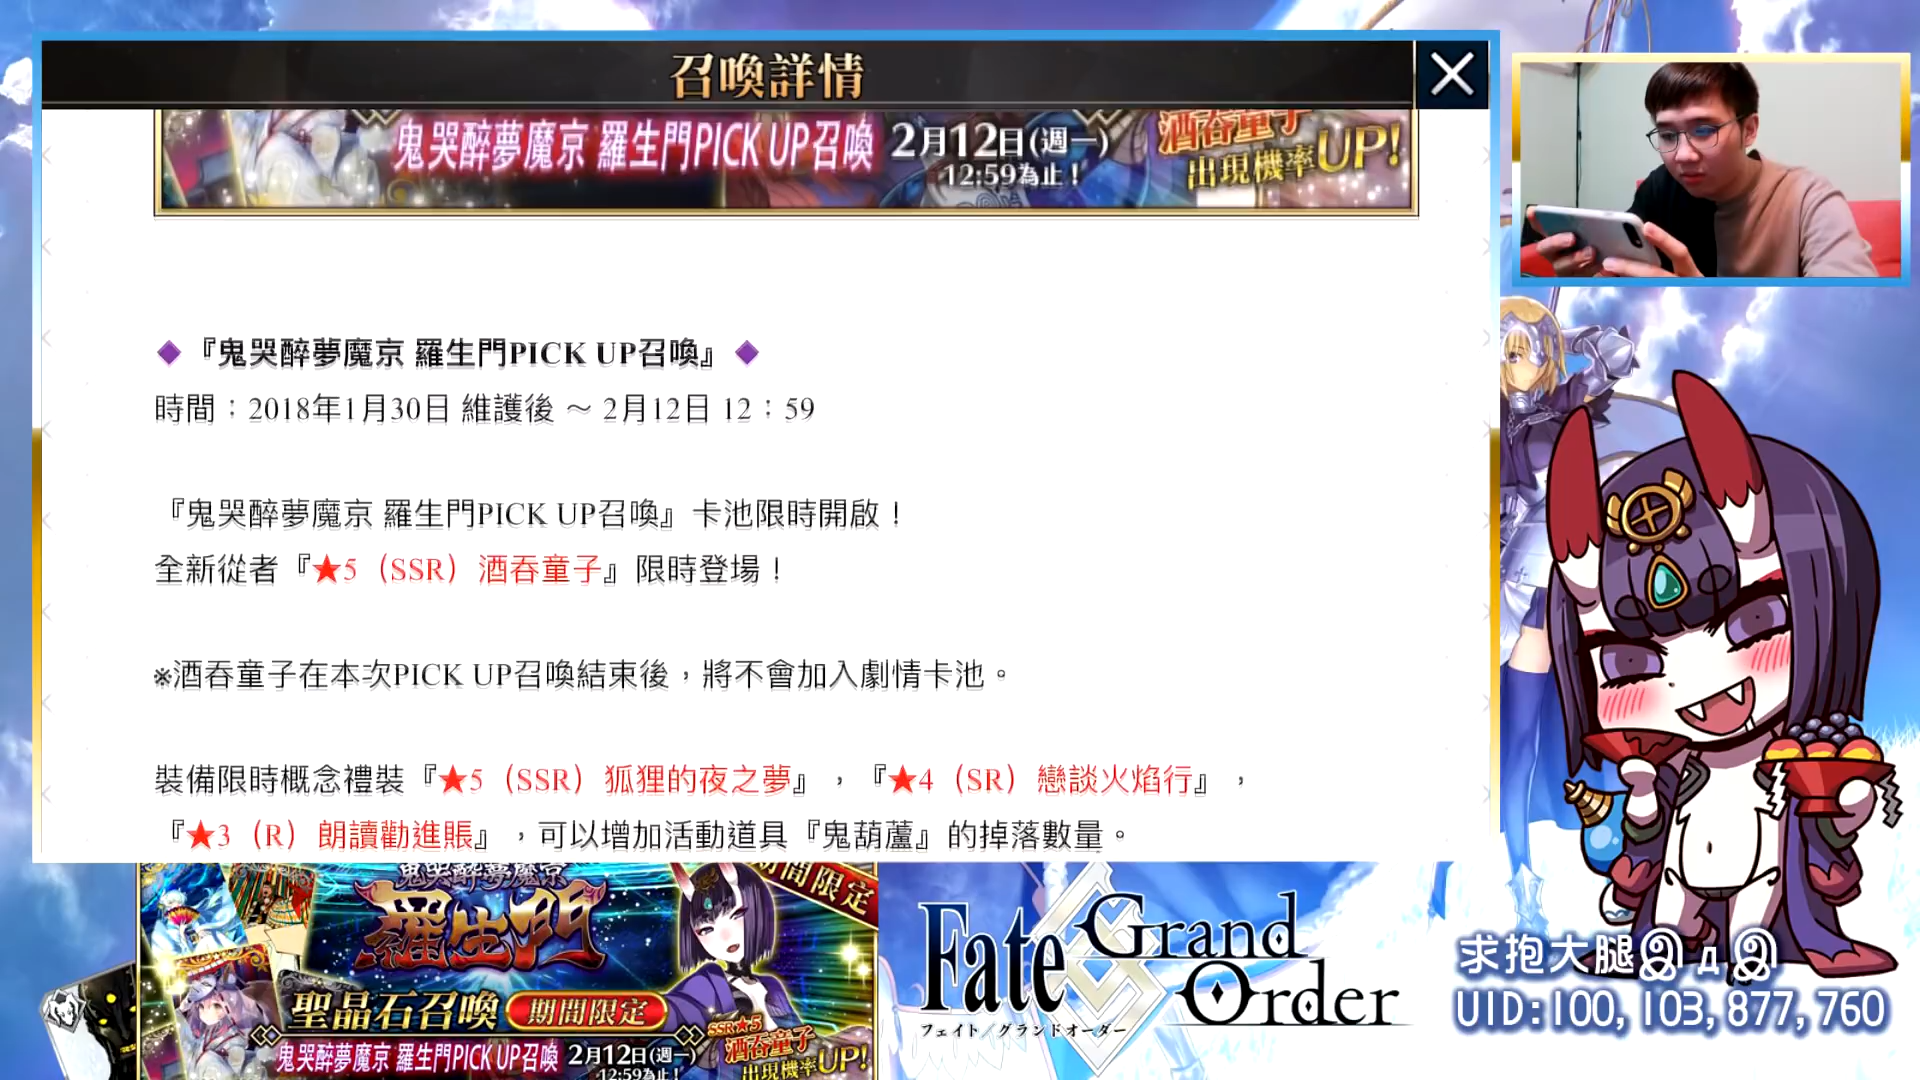 召喚詳情
鬼哭醉夢魔京 羅生門PICK UP召喚 2月12日(週一) 12:59為止！
酒吞童子
出現機率UP!
◆『鬼哭醉夢魔京 羅生門PICK UP召喚』◆
時間：2018年1月30日 維護後 ～ 2月12日 12：59
『鬼哭醉夢魔京 羅生門PICK UP召喚』卡池限時開啟！
全新從者『★5（SSR）酒吞童子』限時登場！
※酒吞童子在本次PICK UP召喚結束後，將不會加入劇情卡池。
裝備限時概念禮裝『★5（SSR）狐狸的夜之夢』，『★4（SR）戀談火焰行』，
『★3（R）朗讀勸進賬』，可以增加活動道具『鬼葫蘆』的掉落數量。
鬼哭醉夢魔京
羅生門
期間限定
聖晶石召喚 期間限定
鬼哭醉夢魔京 羅生門PICK UP召喚 2月12日(週一)
12:59為止！
SSR★5
酒吞童子
出現機率UP!
Fate
Grand
Order
フェイト／グランドオーダー
求抱大腿இдஇ
UID:100,103,877,760